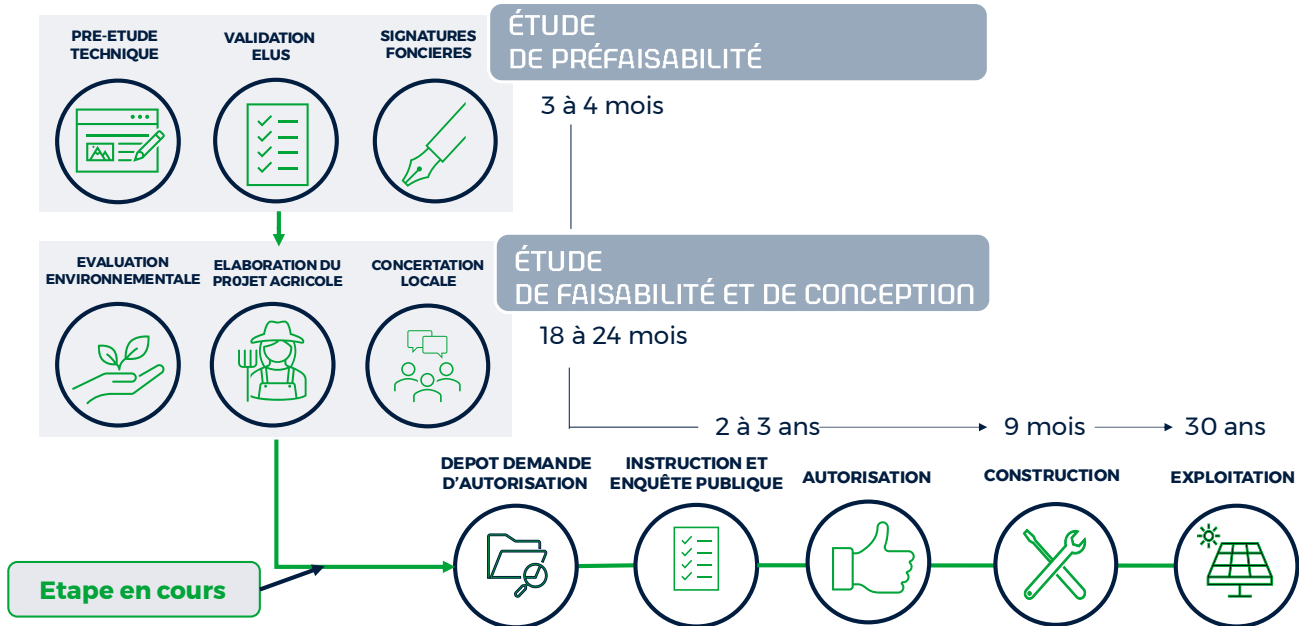 PRE-ETUDE
TECHNIQUE
VALIDATION
ELUS
SIGNATURES
FONCIERES
ÉTUDE
DE PRÉFAISABILITÉ
3 à 4 mois
EVALUATION
ENVIRONNEMENTALE
ELABORATION DU
PROJET AGRICOLE
CONCERTATION
LOCALE
ÉTUDE
DE FAISABILITÉ ET DE CONCEPTION
18 à 24 mois
2 à 3 ans
9 mois
30 ans
DEPOT DEMANDE
D'AUTORISATION
INSTRUCTION ET
ENQUÊTE PUBLIQUE
AUTORISATION
CONSTRUCTION
EXPLOITATION
Etape en cours